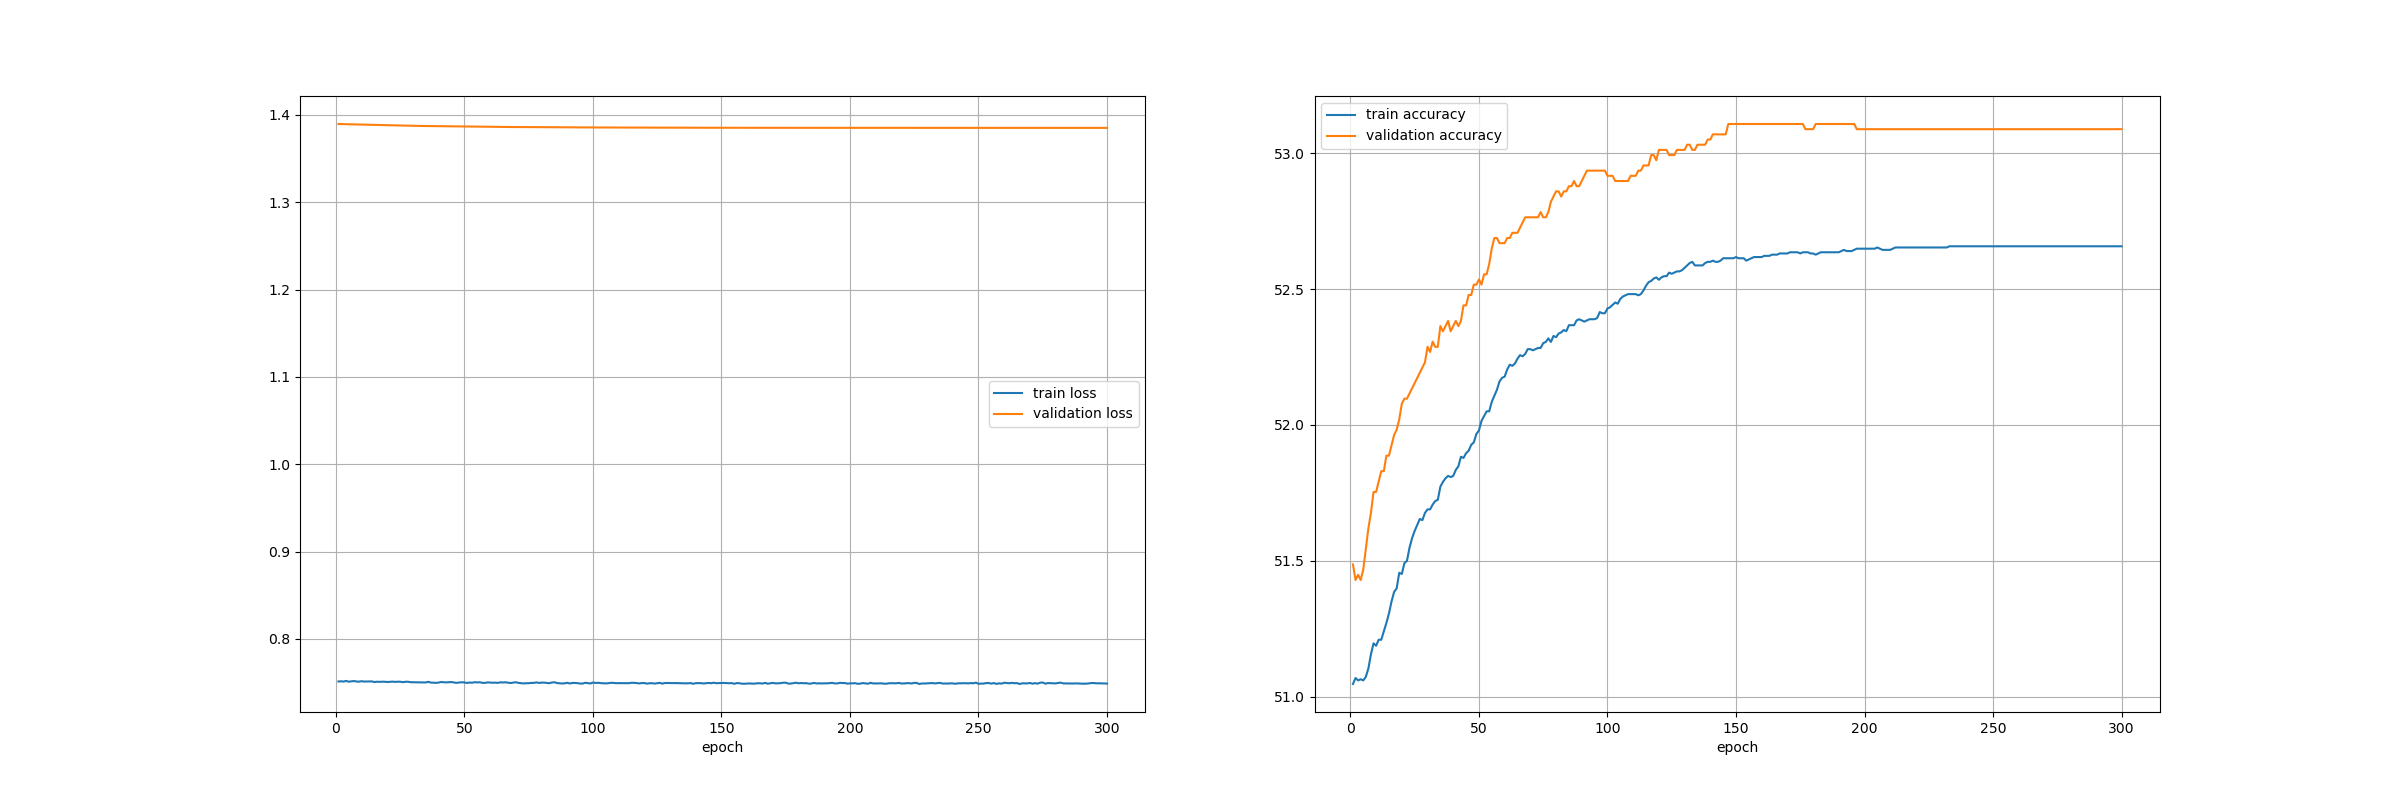 1.4
1.3
1.2
1.1
1.0
0.9
0.8
train loss
validation loss
0 50 100 150 200 250 300
epoch
train accuracy
validation accuracy
53.0
52.5
52.0
51.5
51.0
0 50 100 150 200 250 300
epoch